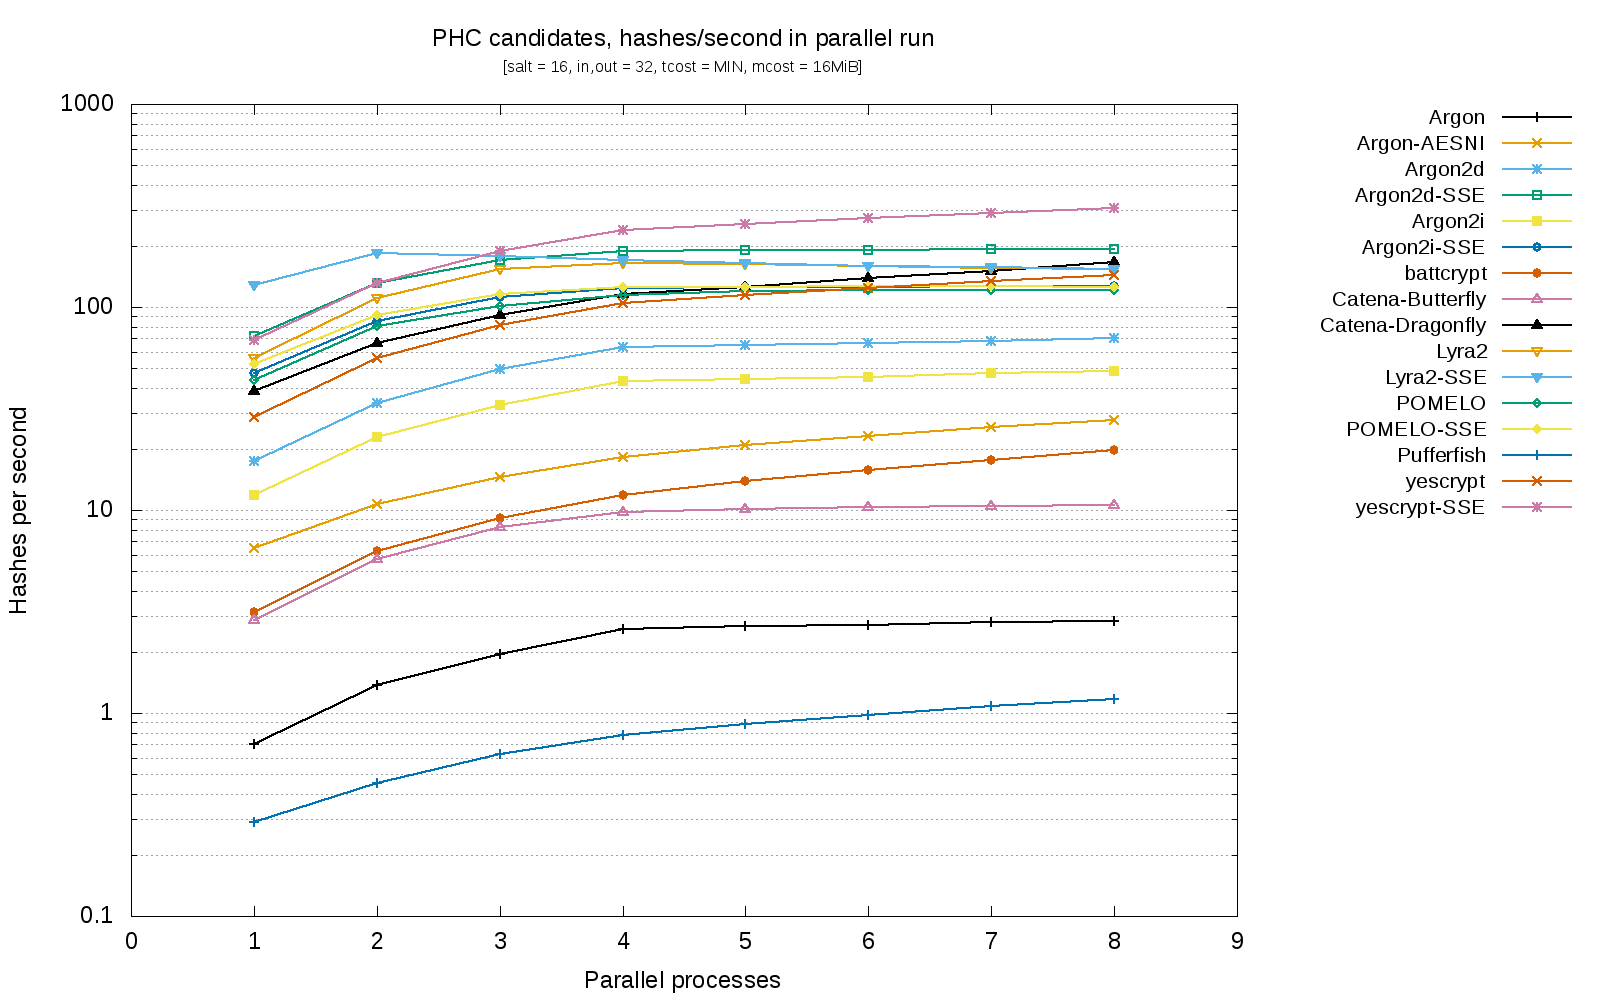 PHC candidates, hashes/second in parallel run
[salt = 16, in,out = 32, tcost = MIN, mcost = 16MiB]
1000
100
10
1
0.1
Hashes per second
0
1
2
3
4
5
6
7
8
9
Parallel processes
Argon
Argon-AESNI
Argon2d
Argon2d-SSE
Argon2i
Argon2i-SSE
battcrypt
Catena-Butterfly
Catena-Dragonfly
Lyra2
Lyra2-SSE
POMELO
POMELO-SSE
Pufferfish
yescrypt
yescrypt-SSE